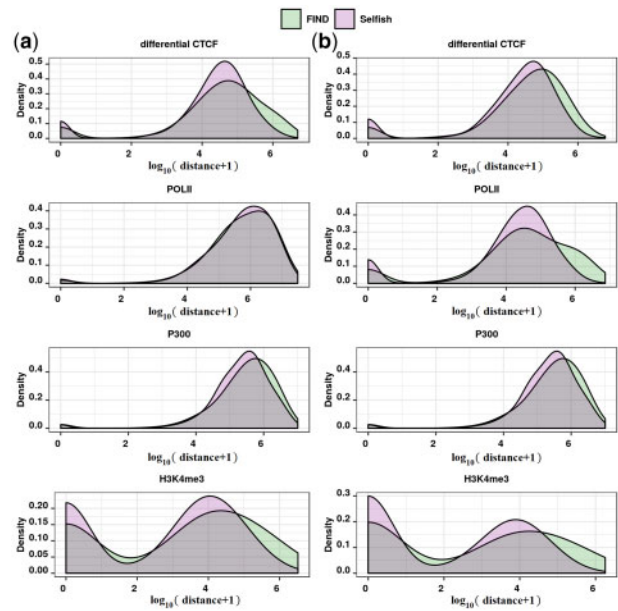 FIND Selfish
(a) (b)
differential CTCF differential CTCF
Density
0.5
0.4
0.3
0.2
0.1
0.0
0 2 4 6
log10( distance+1)
Density
0.5
0.4
0.3
0.2
0.1
0.0
0 2 4 6
log10( distance+1)
POLII POLII
Density
0.4
0.3
0.2
0.1
0.0
0 2 4 6
log10( distance+1)
Density
0.4
0.3
0.2
0.1
0.0
0 2 4 6
log10( distance+1)
P300 P300
Density
0.4
0.2
0.0
0 2 4 6
log10( distance+1)
Density
0.4
0.2
0.0
0 2 4 6
log10( distance+1)
H3K4me3 H3K4me3
Density
0.20
0.15
0.10
0.05
0.00
0 2 4 6
log10( distance+1)
Density
0.3
0.2
0.1
0.0
0 2 4 6
log10( distance+1)